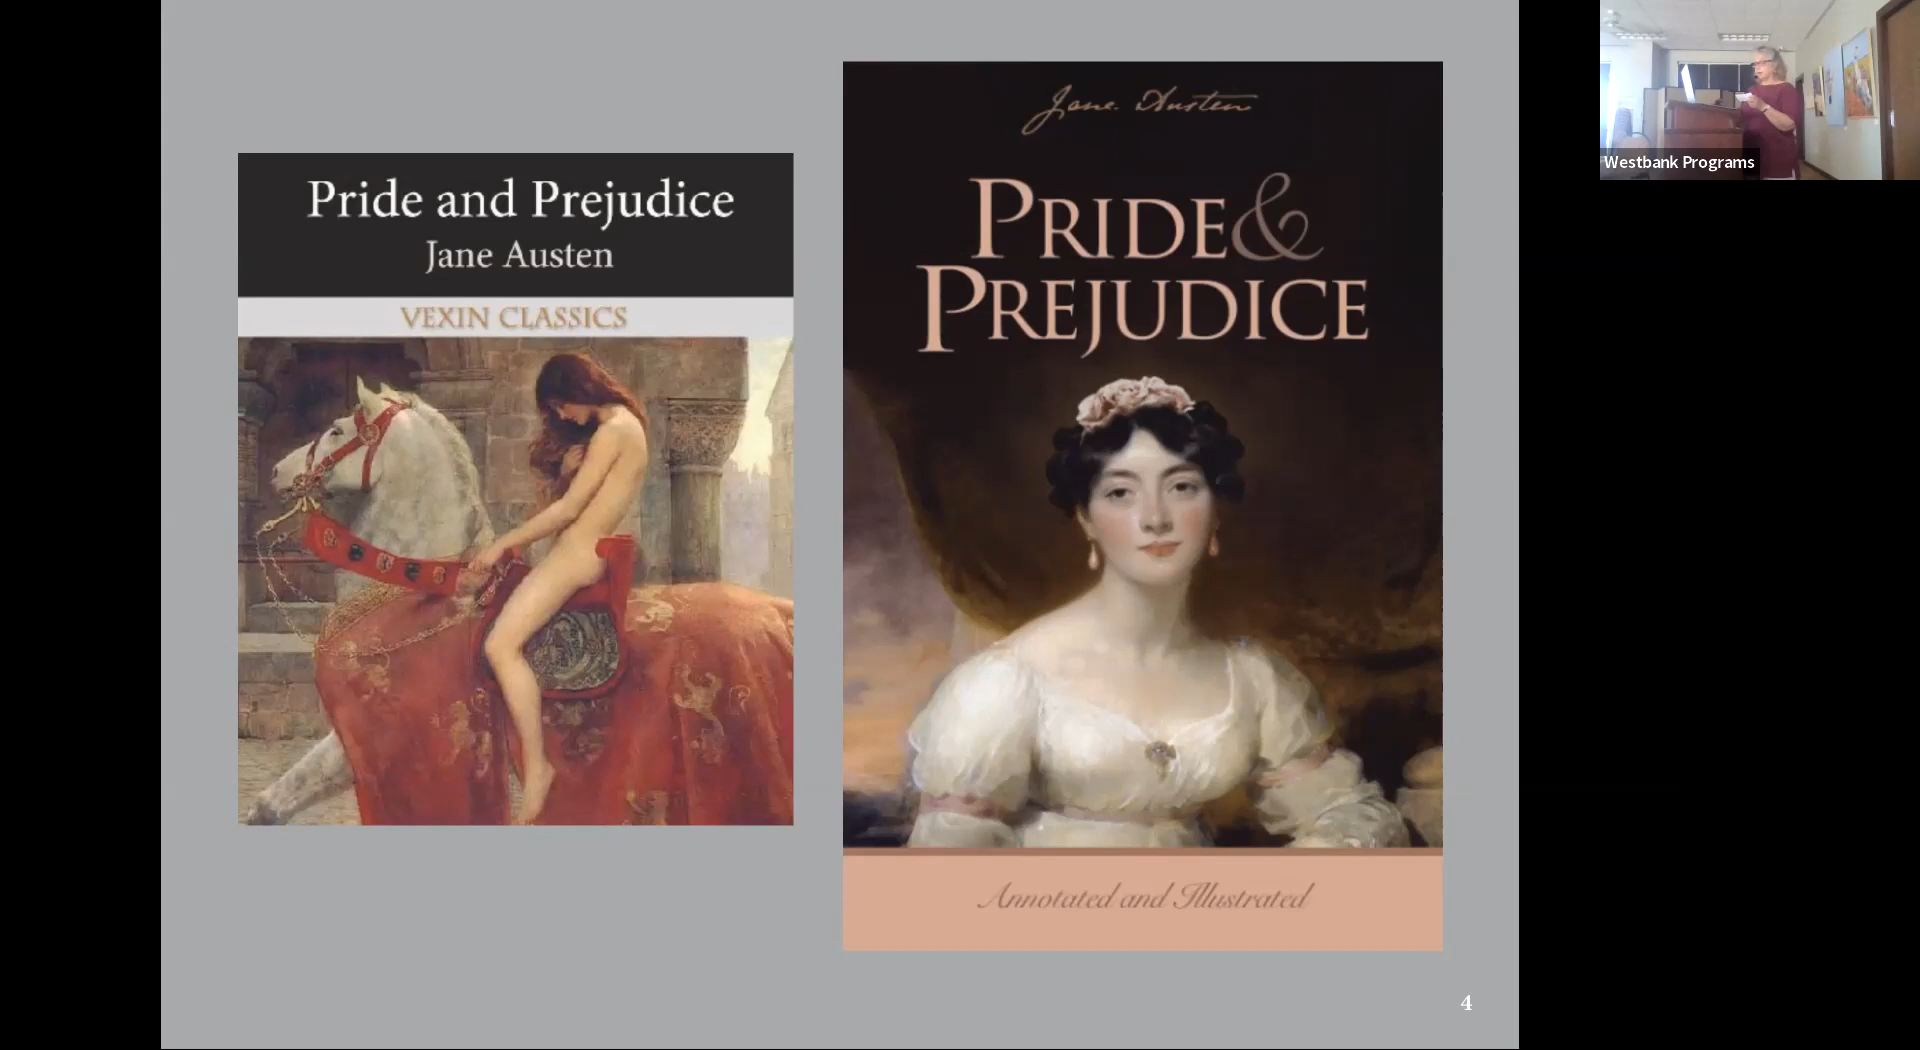 Pride and Prejudice
Jane Austen
VEXIN CLASSICS
Jane Austen
PRIDE &
PREJUDICE
Annotated and Illustrated
4
Westbank Programs